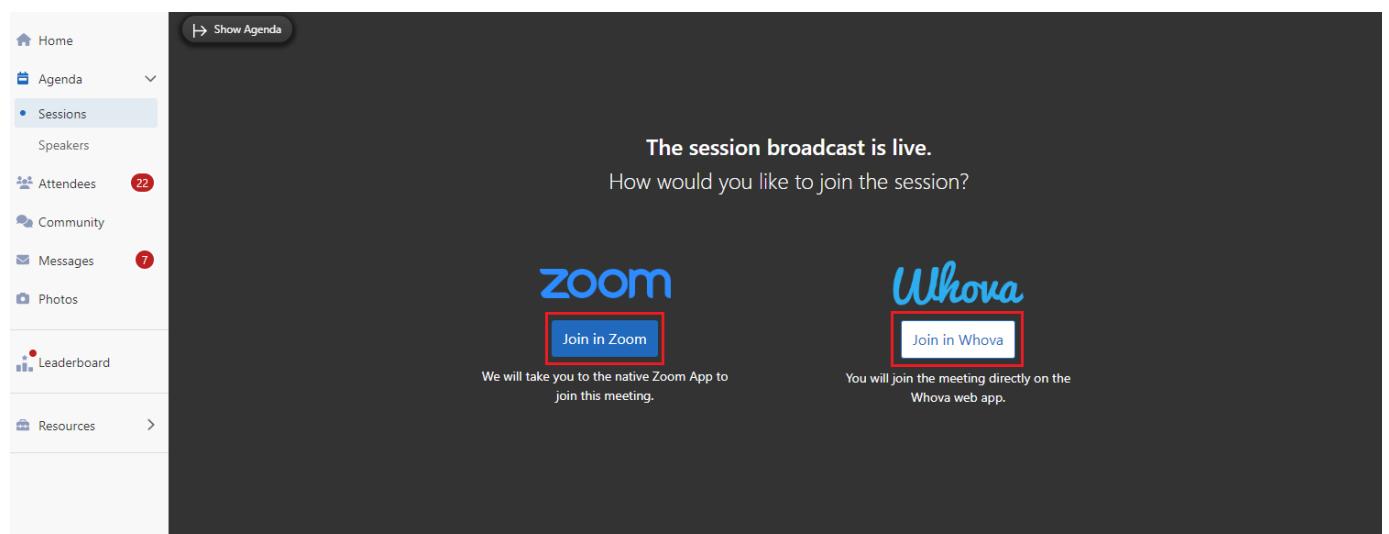 Home
Agenda
Sessions
Speakers
Attendees 22
Community
Messages 7
Photos
Leaderboard
Resources
Show Agenda
The session broadcast is live.
How would you like to join the session?
zoom
Join in Zoom
We will take you to the native Zoom App to
join this meeting.
Whova
Join in Whova
You will join the meeting directly on the
Whova web app.